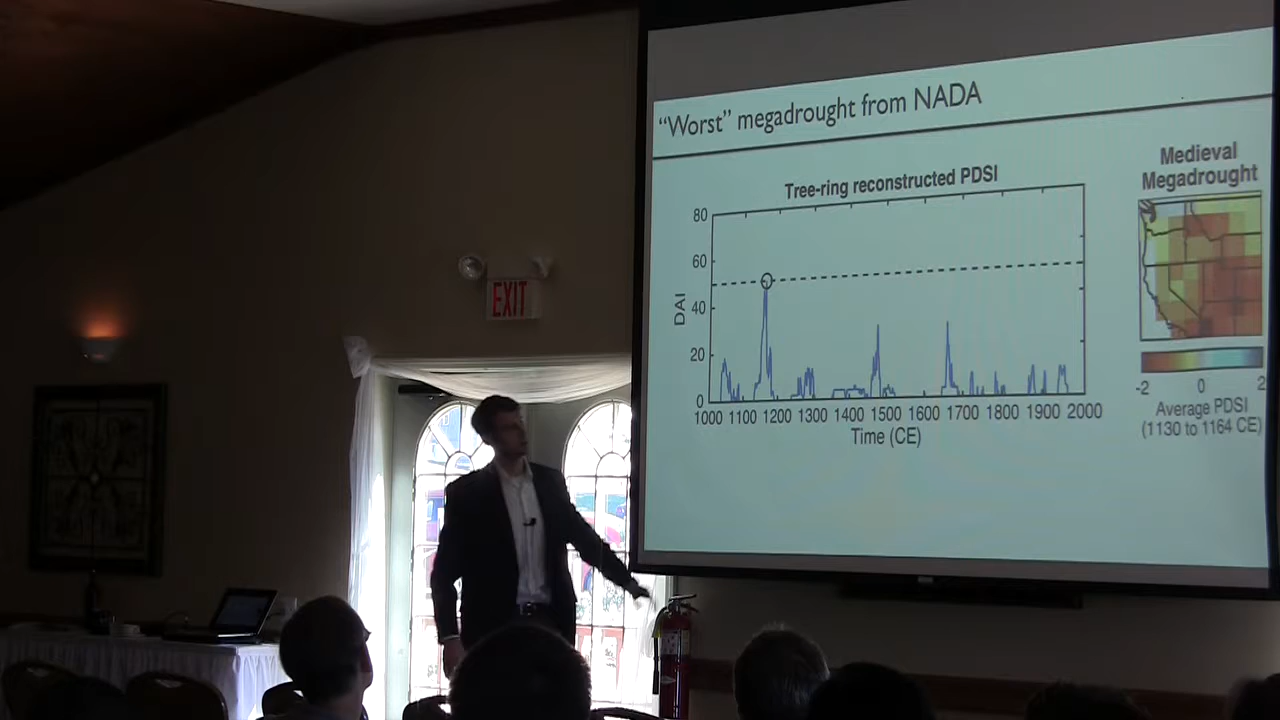 "Worst" megadrought from NADA
Tree-ring reconstructed PDSI
80
60
40
20
0
DAI
1000 1100 1200 1300 1400 1500 1600 1700 1800 1900 2000
Time (CE)
Medieval
Megadrought
-2 0 2
Average PDSI
(1130 to 1164 CE)
EXIT